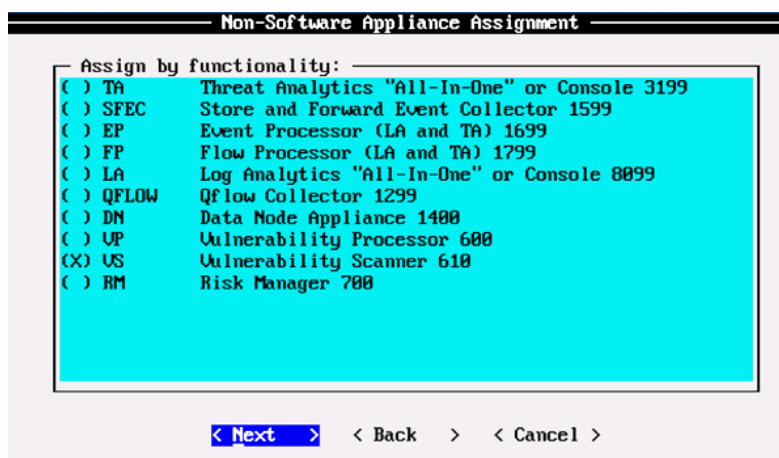 Non-Software Appliance Assignment
Assign by functionality:
( ) TA Threat Analytics "All-In-One" or Console 3199
( ) SFEC Store and Forward Event Collector 1599
( ) EP Event Processor (LA and TA) 1699
( ) FP Flow Processor (LA and TA) 1799
( ) LA Log Analytics "All-In-One" or Console 8099
( ) QFLOW Qflow Collector 1299
( ) DN Data Node Appliance 1400
( ) VP Vulnerability Processor 600
(X) VS Vulnerability Scanner 610
( ) RM Risk Manager 700
< Next > < Back > < Cancel >